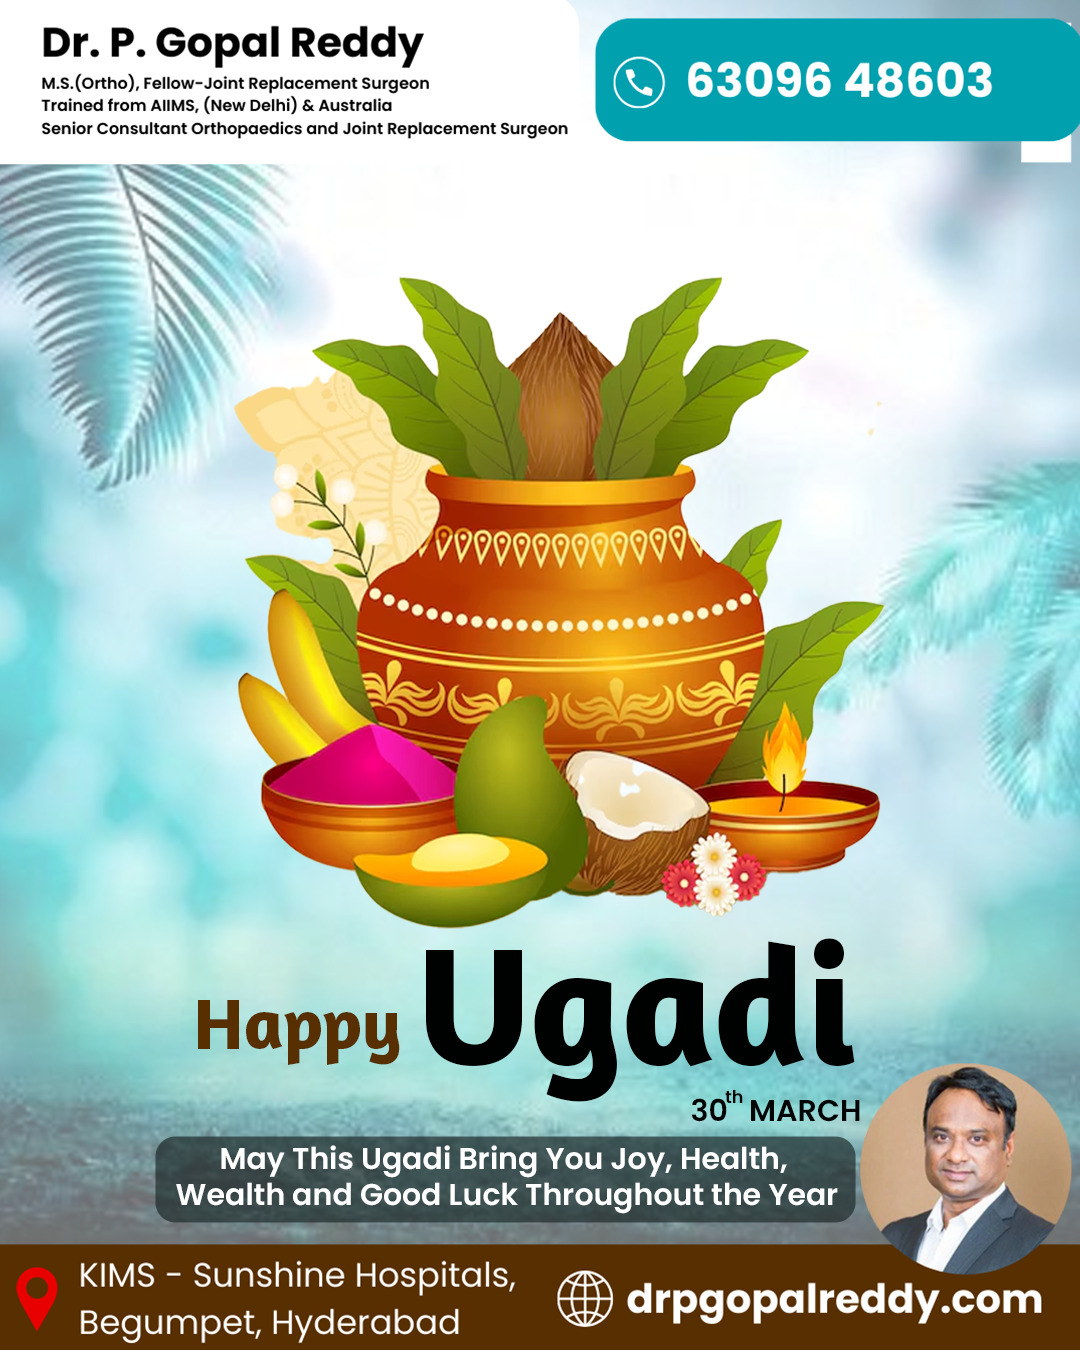 Dr. P. Gopal Reddy
M.S.(Ortho), Fellow-Joint Replacement Surgeon
Trained from AIIMS, (New Delhi) & Australia
Senior Consultant Orthopaedics and Joint Replacement Surgeon
63096 48603
Happy Ugadi
30th MARCH
May This Ugadi Bring You Joy, Health,
Wealth and Good Luck Throughout the Year
KIMS - Sunshine Hospitals,
Begumpet, Hyderabad
drpgopalreddy.com